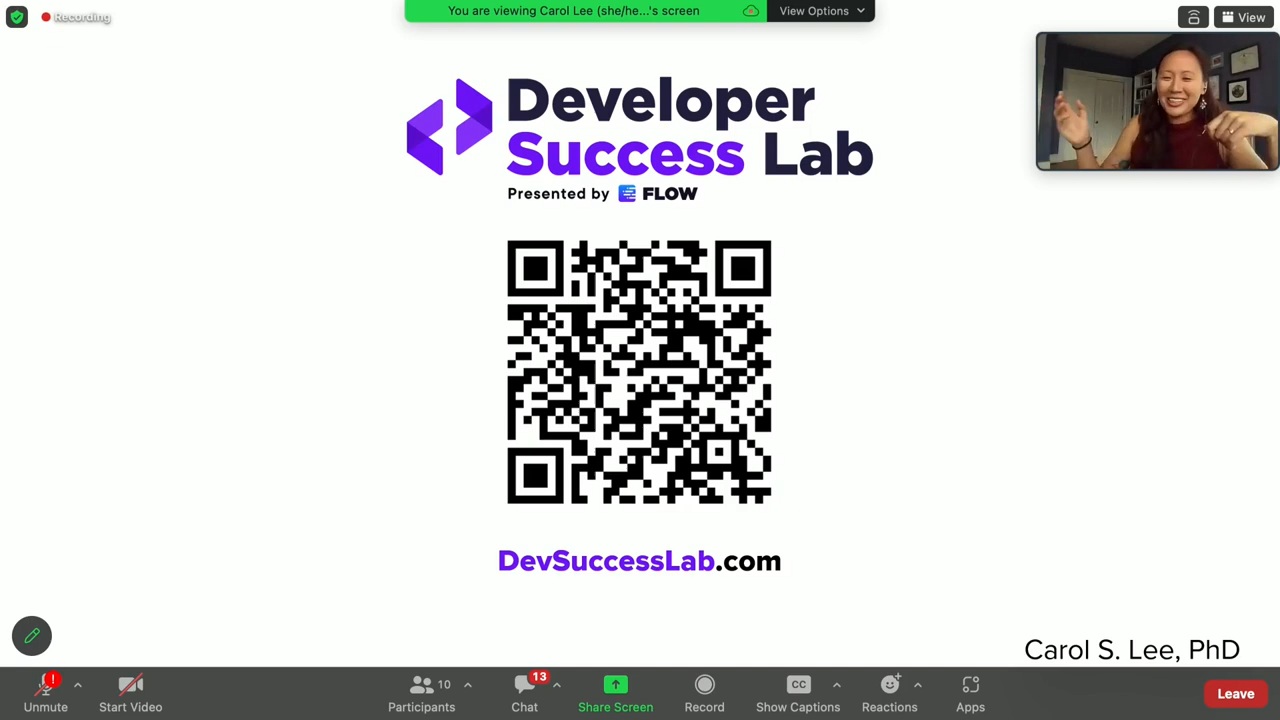 Recording
You are viewing Carol Lee (she/he...'s screen
View Options
View
Developer
Success Lab
Presented by FLOW
DevSuccessLab.com
Carol S. Lee, PhD
!
Unmute
Start Video
10
Participants
13
Chat
Share Screen
Record
CC
Show Captions
Reactions
Apps
Leave